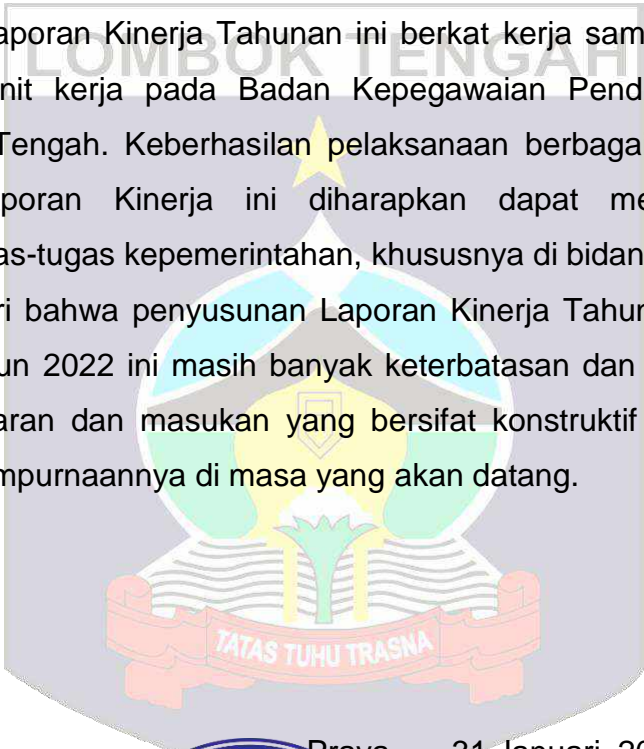 aporan Kinerja Tahunan ini berkat kerja sam
LOMBOK TENGAH
nit kerja pada Badan Kepegawaian Pend
Tengah. Keberhasilan pelaksanaan berbaga
poran Kinerja ini diharapkan dapat me
as-tugas kepemerintahan, khususnya di bidan
ri bahwa penyusunan Laporan Kinerja Tahur
un 2022 ini masih banyak keterbatasan dan
aran dan masukan yang bersifat konstruktif
mpurnaannya di masa yang akan datang.
TATAS TUHU TRASNA
Praya 31 Januari 20